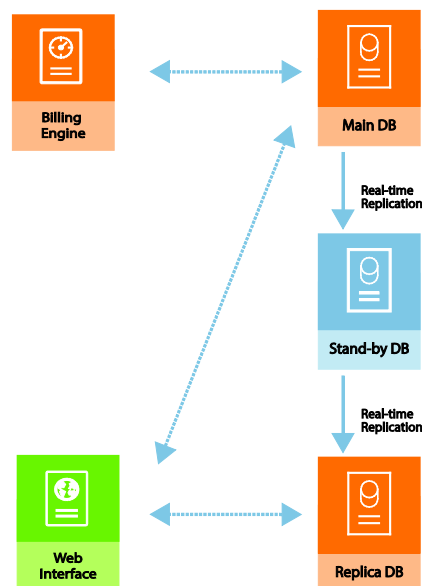 Billing
Engine
Main DB
Real-time
Replication
Stand-by DB
Real-time
Replication
Web
Interface
Replica DB